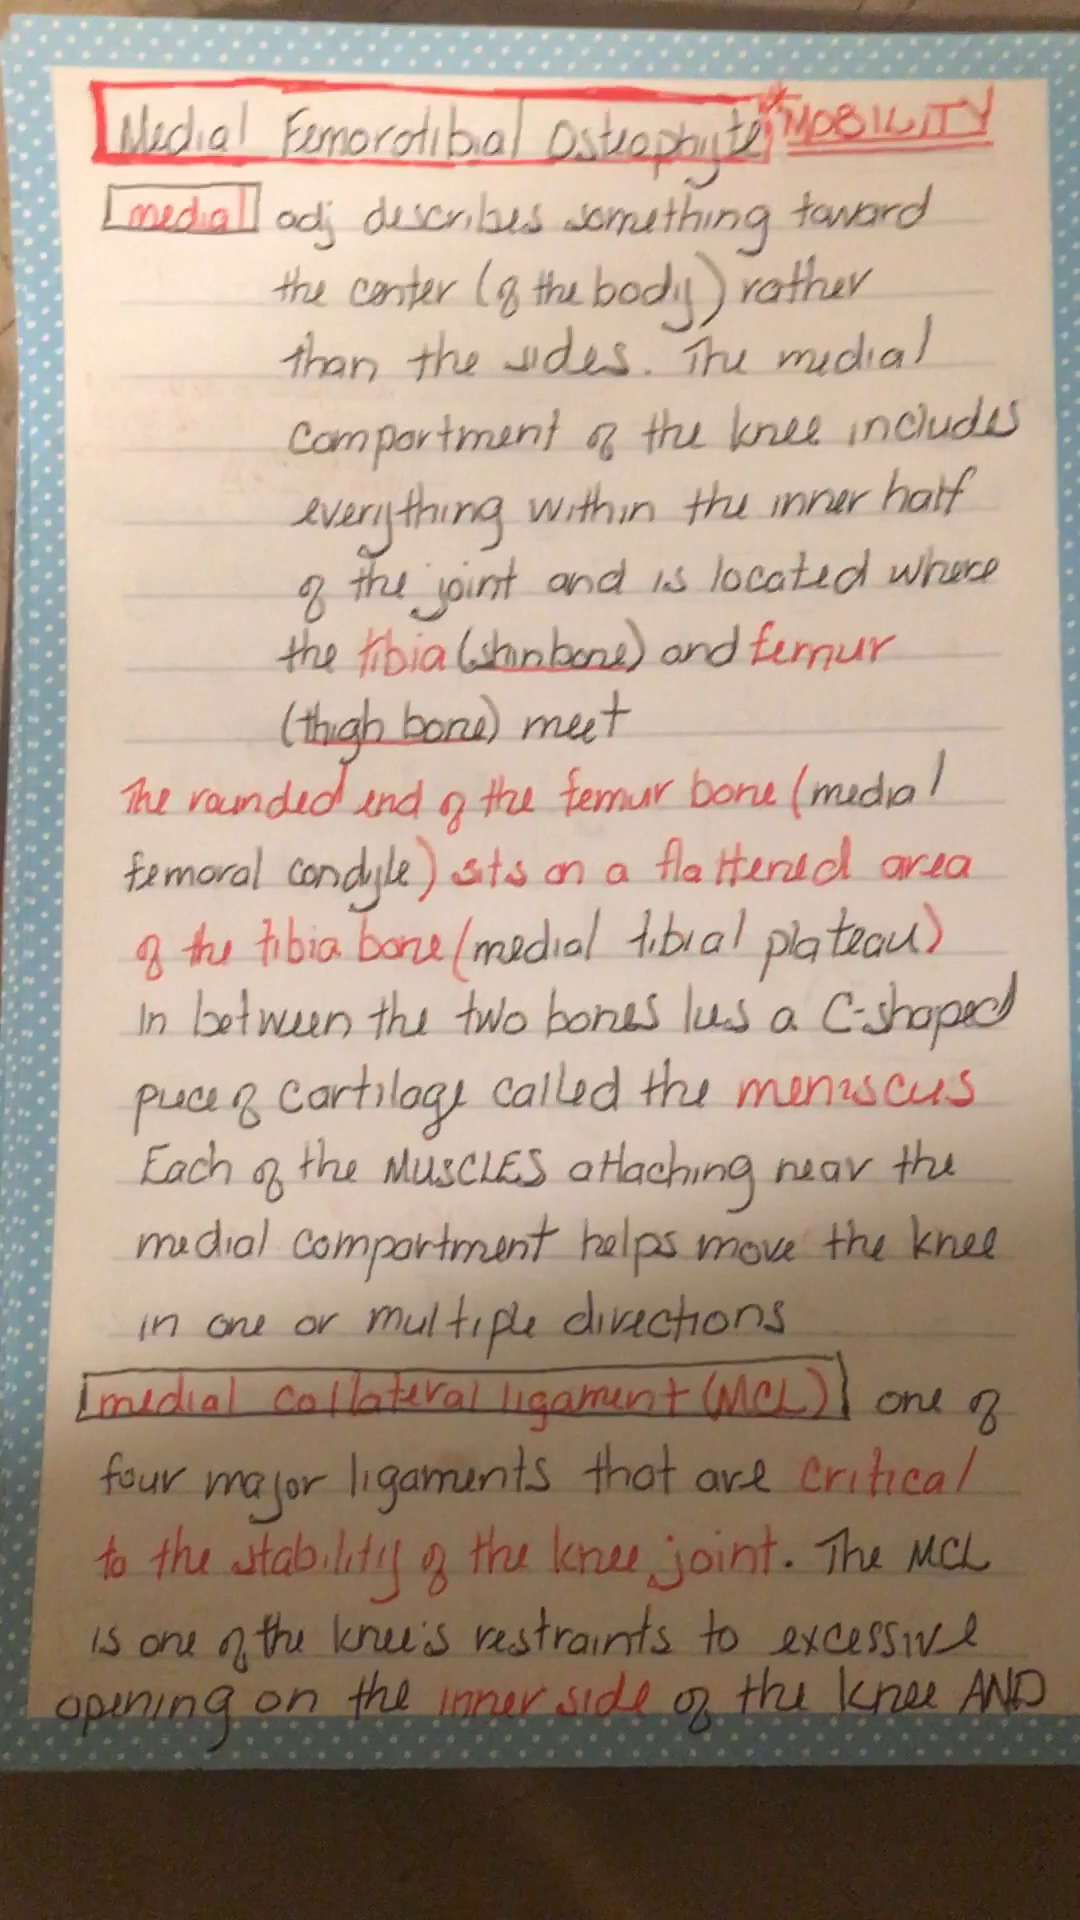 Medial Femorotibial Osteophyte *MOBILITY
medial adj describes something toward
the center (of the body) rather
than the sides. The medial
compartment of the knee includes
everything within the inner half
of the joint and is located where
the tibia (shinbone) and femur
(thigh bone) meet
The rounded end of the femur bone (medial
femoral condyle) sits on a flattened area
of the tibia bone (medial tibial plateau)
In between the two bones lies a C-shaped
piece of cartilage called the meniscus
Each of the MUSCLES attaching near the
medial compartment helps move the knee
in one or multiple directions
medial collateral ligament (MCL) one of
four major ligaments that are critical
to the stability of the knee joint. The MCL
is one of the knee's restraints to excessive
opening on the inner side of the knee AND